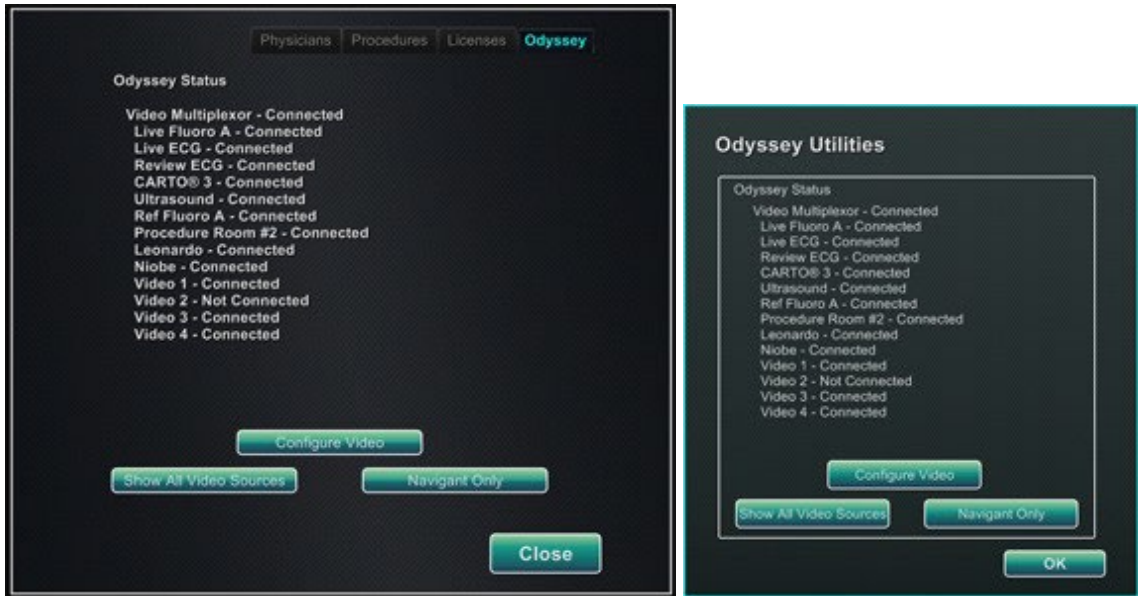 Physicians Procedures Licenses Odyssey
Odyssey Status
Video Multiplexor - Connected
Live Fluoro A - Connected
Live ECG - Connected
Review ECG - Connected
CARTO® 3 - Connected
Ultrasound - Connected
Ref Fluoro A - Connected
Procedure Room #2 - Connected
Leonardo - Connected
Niobe - Connected
Video 1 - Connected
Video 2 - Not Connected
Video 3 - Connected
Video 4 - Connected
Configure Video
Show All Video Sources Navigant Only
Close
Odyssey Utilities
Odyssey Status
Video Multiplexor - Connected
Live Fluoro A - Connected
Live ECG - Connected
Review ECG - Connected
CARTO® 3 - Connected
Ultrasound - Connected
Ref Fluoro A - Connected
Procedure Room #2 - Connected
Leonardo - Connected
Niobe - Connected
Video 1 - Connected
Video 2 - Not Connected
Video 3 - Connected
Video 4 - Connected
Configure Video
Show All Video Sources Navigant Only
OK